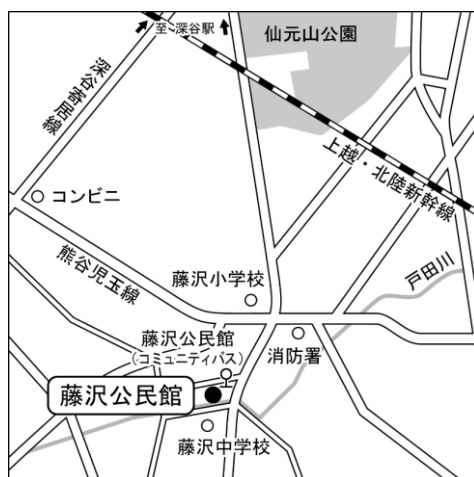 至 深谷駅
仙元山公園
深谷寄居線
上越・北陸新幹線
コンビニ
熊谷児玉線
戸田川
藤沢小学校
藤沢公民館
(コミュニティバス)
消防署
藤沢公民館
藤沢中学校